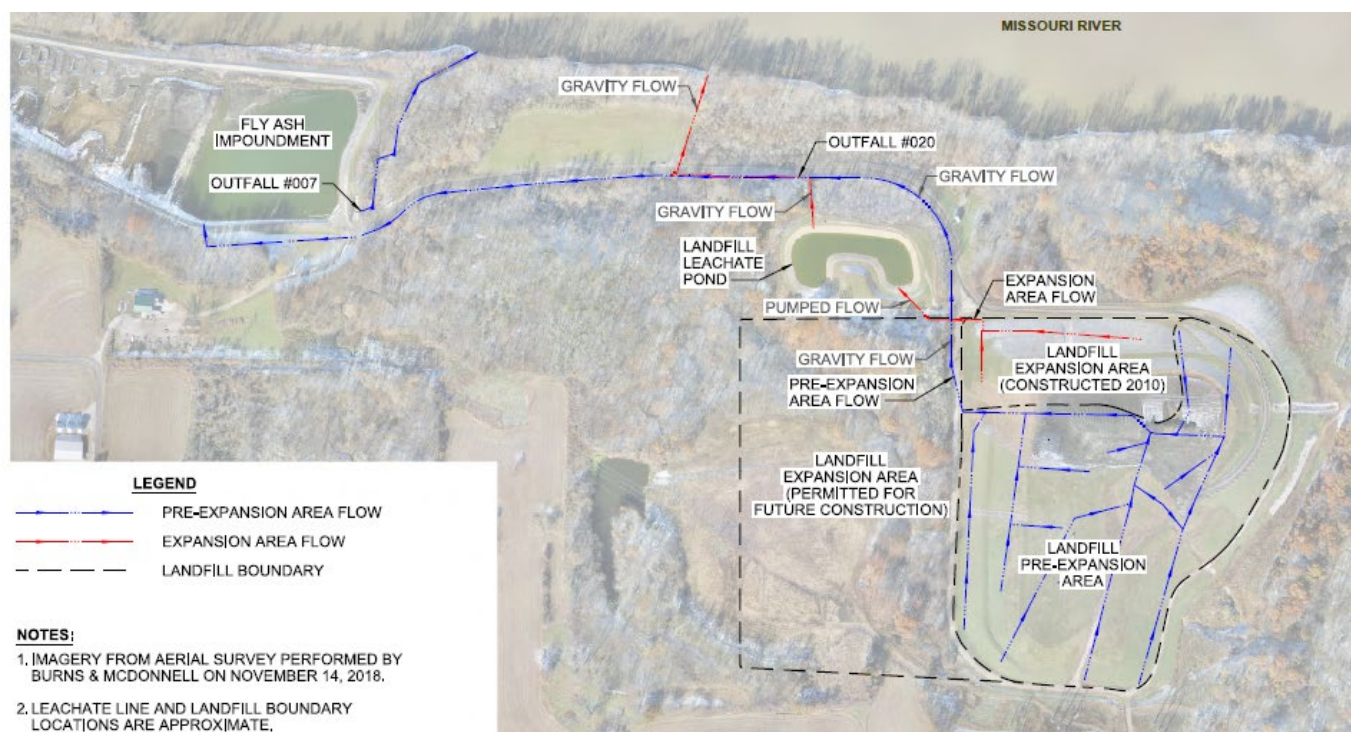 MISSOURI RIVER
GRAVITY FLOW
FLY ASH
IMPOUNDMENT
OUTFALL #020
OUTFALL #007
GRAVITY FLOW
GRAVITY FLOW
LANDFILL
LEACHATE
POND
EXPANSION
AREA FLOW
PUMPED FLOW
GRAVITY FLOW
PRE-EXPANSION
AREA FLOW
LANDFILL
EXPANSION AREA
(CONSTRUCTED 2010)
LANDFILL
EXPANSION AREA
(PERMITTED FOR
FUTURE CONSTRUCTION)
LANDFILL
PRE-EXPANSION
AREA
LEGEND
PRE-EXPANSION AREA FLOW
EXPANSION AREA FLOW
LANDFILL BOUNDARY
NOTES:
1. IMAGERY FROM AERIAL SURVEY PERFORMED BY
BURNS & MCDONNELL ON NOVEMBER 14, 2018.
2. LEACHATE LINE AND LANDFILL BOUNDARY
LOCATIONS ARE APPROXIMATE.